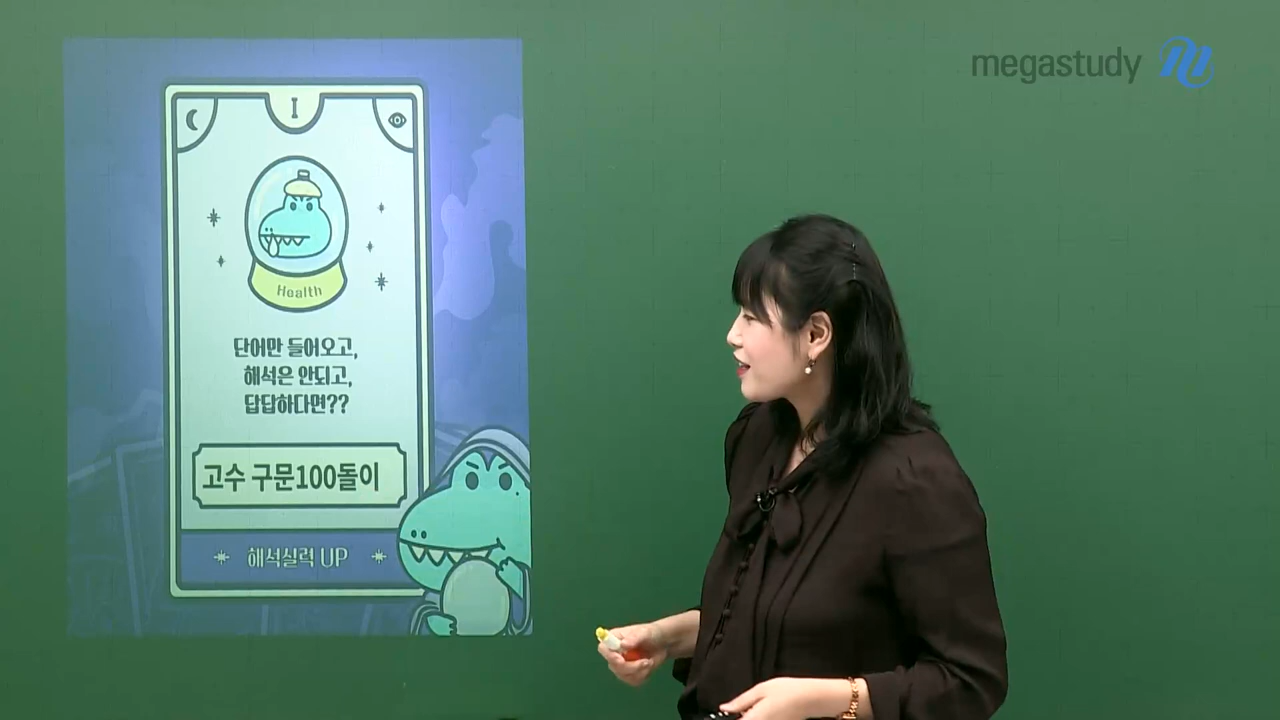 megastudy
I
Health
단어만 들어오고,
해석은 안되고,
답답하다면??
고수 구문100돌이
해석실력 UP